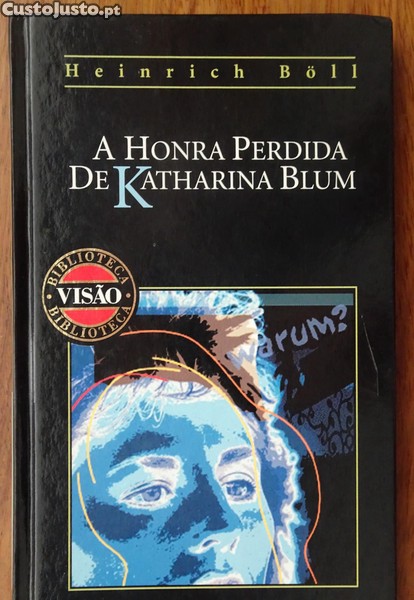 CustoJusto.pt
Heinrich Böll
A HONRA PERDIDA
DE KATHARINA BLUM
BIBLIOTECA
VISÃO
BIBLIOTECA
warum?